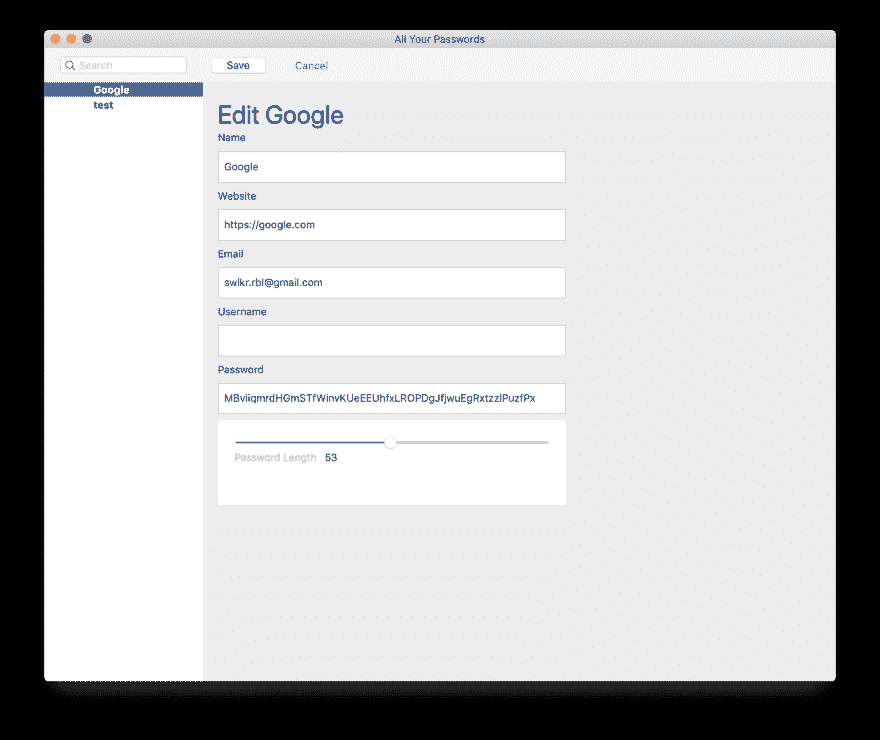 All Your Passwords
Search
Save
Cancel
Google
test
Edit Google
Name
Google
Website
https://google.com
Email
swlkr.rbl@gmail.com
Username
Password
MBviiqmrdHGmSTfWinvKUeEEUhfxLROPDgJfjwuEgRxtzzlPuzfPx
Password Length 53